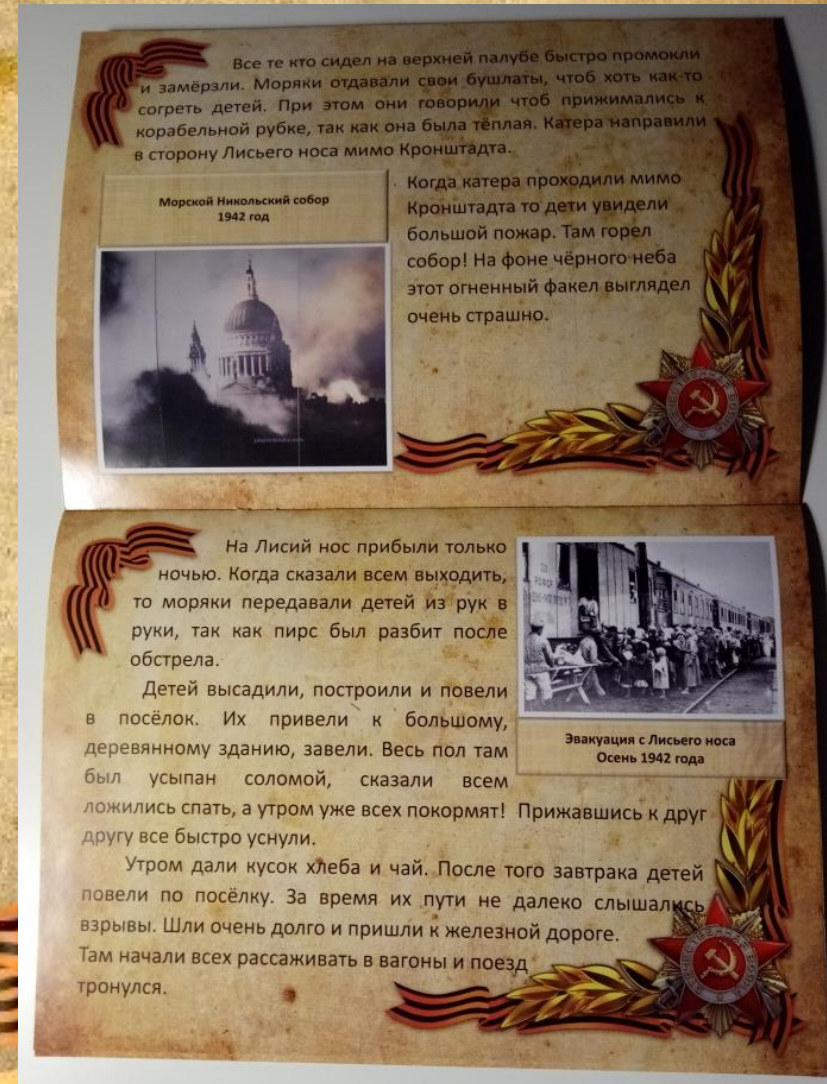 Все те кто сидел на верхней палубе быстро промокли
и замёрзли. Моряки отдавали свои бушлаты, чтоб хоть как-то
согреть детей. При этом они говорили чтоб прижимались к
корабельной рубке, так как она была тёплая. Катера направили
в сторону Лисьего носа мимо Кронштадта.
Морской Никольский собор
1942 год
Когда катера проходили мимо
Кронштадта то дети увидели
большой пожар. Там горел
собор! На фоне чёрного неба
этот огненный факел выглядел
очень страшно.
На Лисий нос прибыли только
ночью. Когда сказали всем выходить,
то моряки передавали детей из рук в
руки, так как пирс был разбит после
обстрела.
Детей высадили, построили и повели
в посёлок. Их привели к большому,
деревянному зданию, завели. Весь пол там
был усыпан соломой, сказали всем
ложились спать, а утром уже всех покормят! Прижавшись к друг
другу все быстро уснули.
Эвакуация с Лисьего носа
Осень 1942 года
Утром дали кусок хлеба и чай. После того завтрака детей
повели по посёлку. За время их пути не далеко слышались
взрывы. Шли очень долго и пришли к железной дороге.
Там начали всех рассаживать в вагоны и поезд
тронулся.